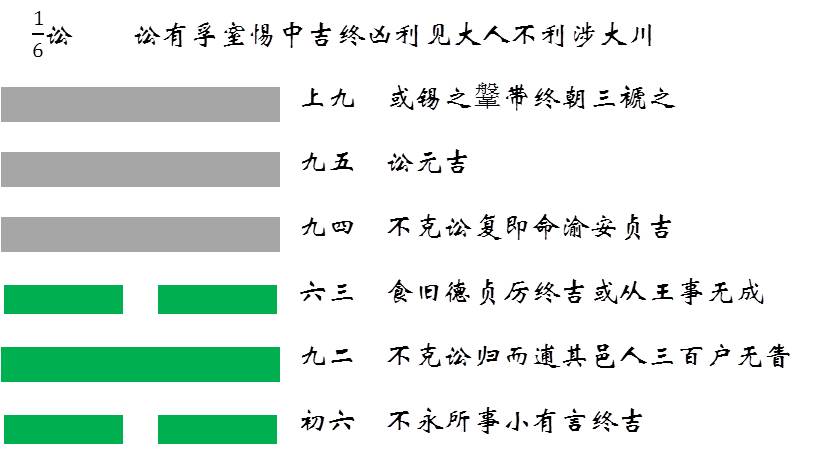 1/6讼 讼有孚窒惕中吉终凶利见大人不利涉大川
上九 或锡之鞶带终朝三褫之
九五 讼元吉
九四 不克讼复即命渝安贞吉
六三 食旧德贞厉终吉或从王事无成
九二 不克讼归而逋其邑人三百户无眚
初六 不永所事小有言终吉